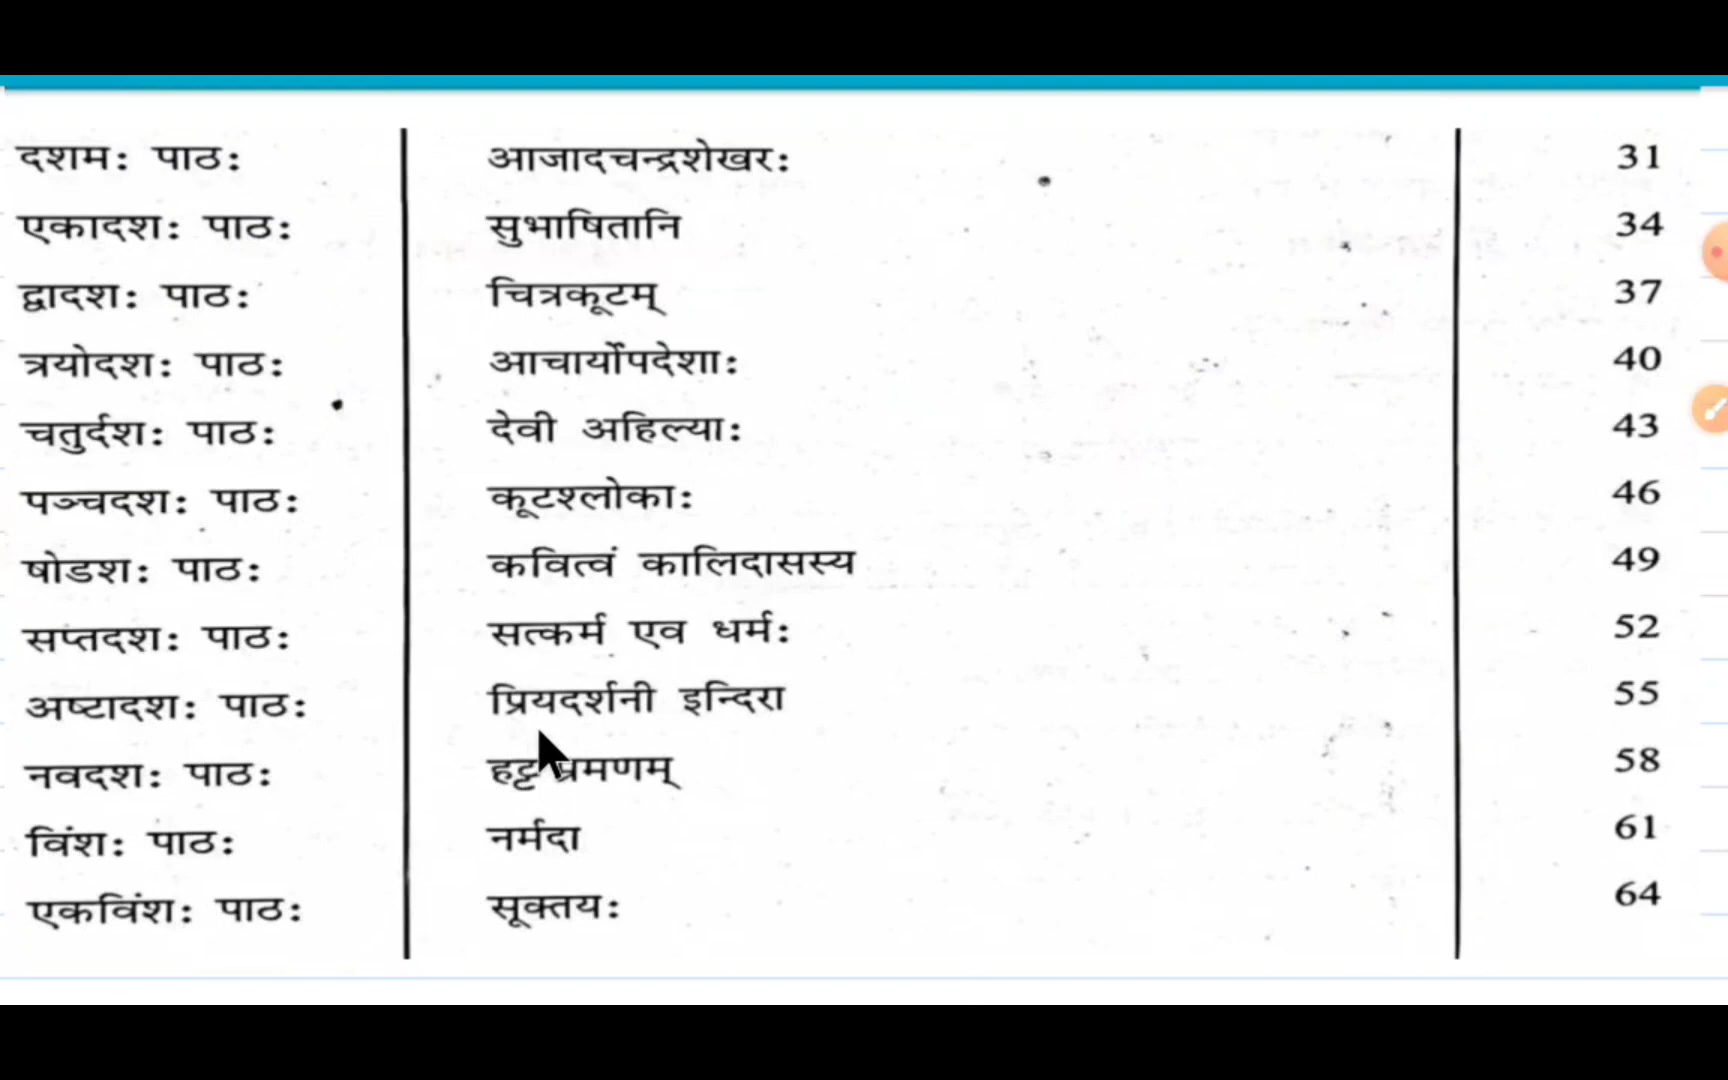 दशमः पाठः आजादचन्द्रशेखरः 31
एकादशः पाठः सुभाषितानि 34
द्वादशः पाठः चित्रकूटम् 37
त्रयोदशः पाठः आचार्योपदेशाः 40
चतुर्दशः पाठः देवी अहिल्याः 43
पञ्चदशः पाठः कूटश्लोकाः 46
षोडशः पाठः कवित्वं कालिदासस्य 49
सप्तदशः पाठः सत्कर्म एव धर्मः 52
अष्टादशः पाठः प्रियदर्शनी इन्दिरा 55
नवदशः पाठः हट्ट भ्रमणम् 58
विंशः पाठः नर्मदा 61
एकविंशः पाठः सूक्तयः 64